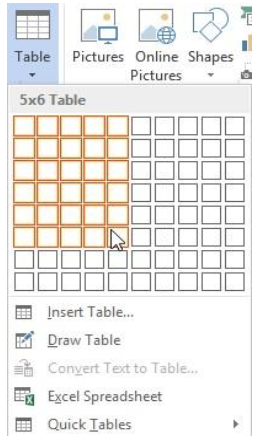 Table Pictures Online Shapes
Pictures
5x6 Table
Insert Table...
Draw Table
Convert Text to Table...
Excel Spreadsheet
Quick Tables